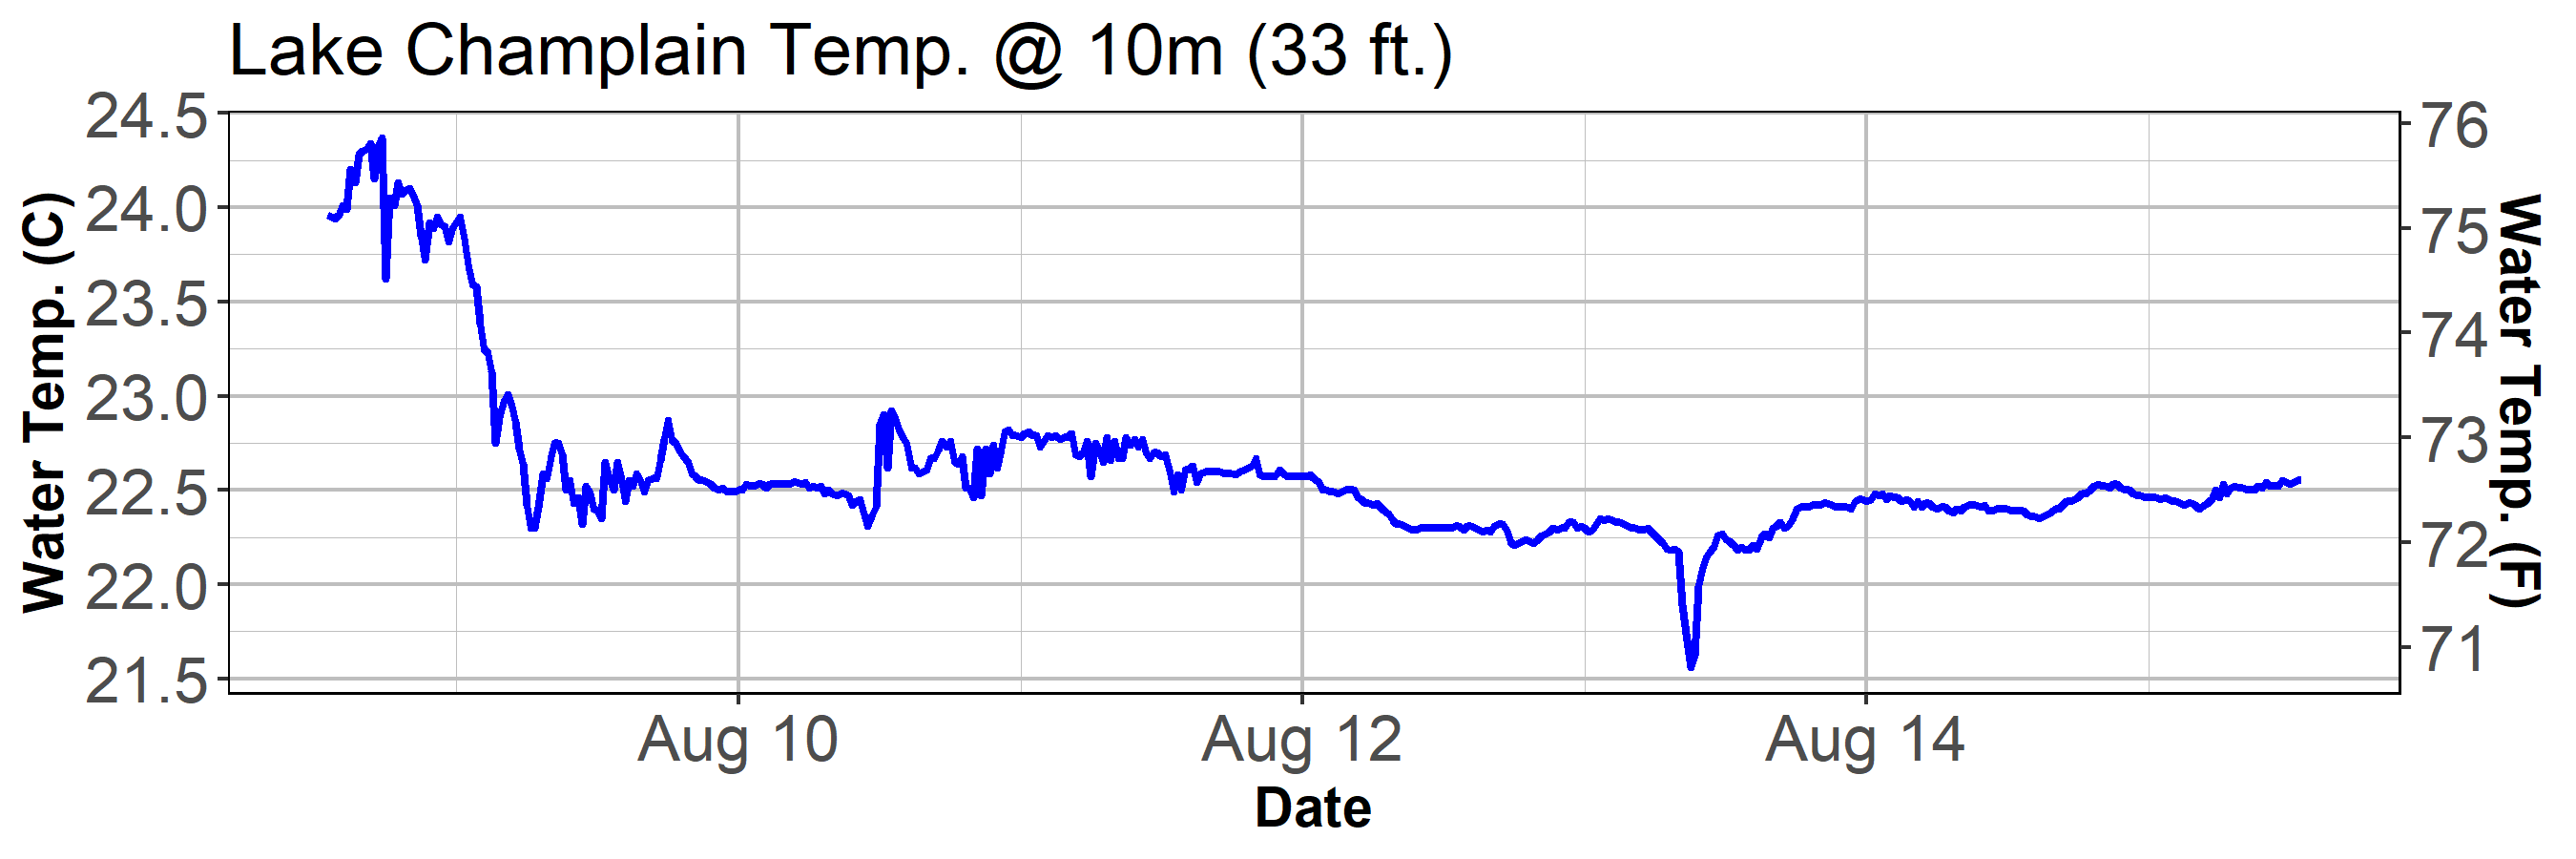 Lake Champlain Temp. @ 10m (33 ft.)
Water Temp. (C)
24.5
24.0
23.5
23.0
22.5
22.0
21.5
76
75
74
73
72
71
Water Temp. (F)
Aug 10
Aug 12
Aug 14
Date